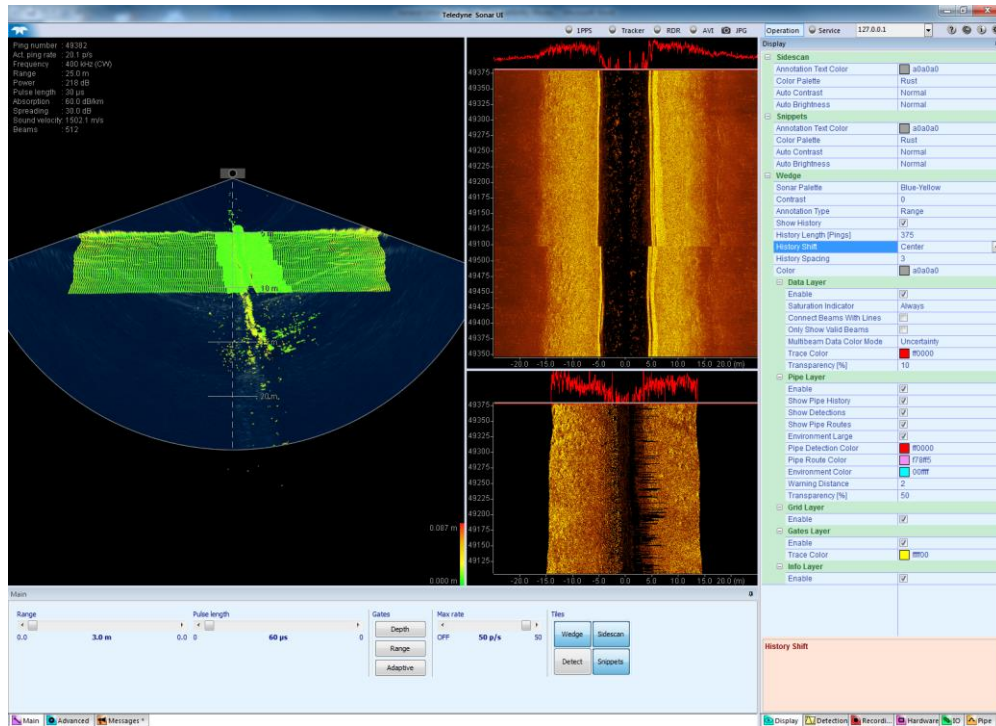 Teledyne Sonar UI
1PPS Tracker RDR AVI JPG Operation Service 127.0.0.1
Ping number : 49382
Act. ping rate : 20.1 p/s
Frequency : 400 kHz (CW)
Range : 25.0 m
Power : 218 dB
Pulse length : 30 µs
Absorption : 60.0 dB/km
Spreading : 30.0 dB
Sound velocity : 1502.1 m/s
Beams : 512
5 m
10 m
20 m
0.087 m
0.000 m
49375
49350
49325
49300
49275
49250
49225
49200
49175
49150
49125
49100
49500
49475
49450
49425
49400
49375
49350
-20.0 -15.0 -10.0 -5.0 0.0 5.0 10.0 15.0 20.0 (m)
49375
49350
49325
49300
49275
49250
49225
49200
49175
49150
49125
-20.0 -15.0 -10.0 -5.0 0.0 5.0 10.0 15.0 20.0 (m)
Display
Sidescan
Annotation Text Color a0a0a0
Color Palette Rust
Auto Contrast Normal
Auto Brightness Normal
Snippets
Annotation Text Color a0a0a0
Color Palette Rust
Auto Contrast Normal
Auto Brightness Normal
Wedge
Sonar Palette Blue-Yellow
Contrast 0
Annotation Type Range
Show History
History Length [Pings] 375
History Shift Center
History Spacing 3
Color a0a0a0
Data Layer
Enable
Saturation Indicator Always
Connect Beams With Lines
Only Show Valid Beams
Multibeam Data Color Mode Uncertainty
Trace Color ff0000
Transparency [%] 10
Pipe Layer
Enable
Show Pipe History
Show Detections
Show Pipe Routes
Environment Large
Pipe Detection Color ff0000
Pipe Route Color f78ff5
Environment Color 00ffff
Warning Distance 2
Transparency [%] 50
Grid Layer
Enable
Gates Layer
Enable
Trace Color ffff00
Info Layer
Enable
History Shift
Main
Range Pulse length Gates Max rate Tiles
0.0 3.0 m 0.0 0 60 µs 0 OFF 50 p/s 50
Depth
Range
Adaptive
Wedge Sidescan
Detect Snippets
Main Advanced Messages *
Display Detection Recordi... Hardware IO Pipe